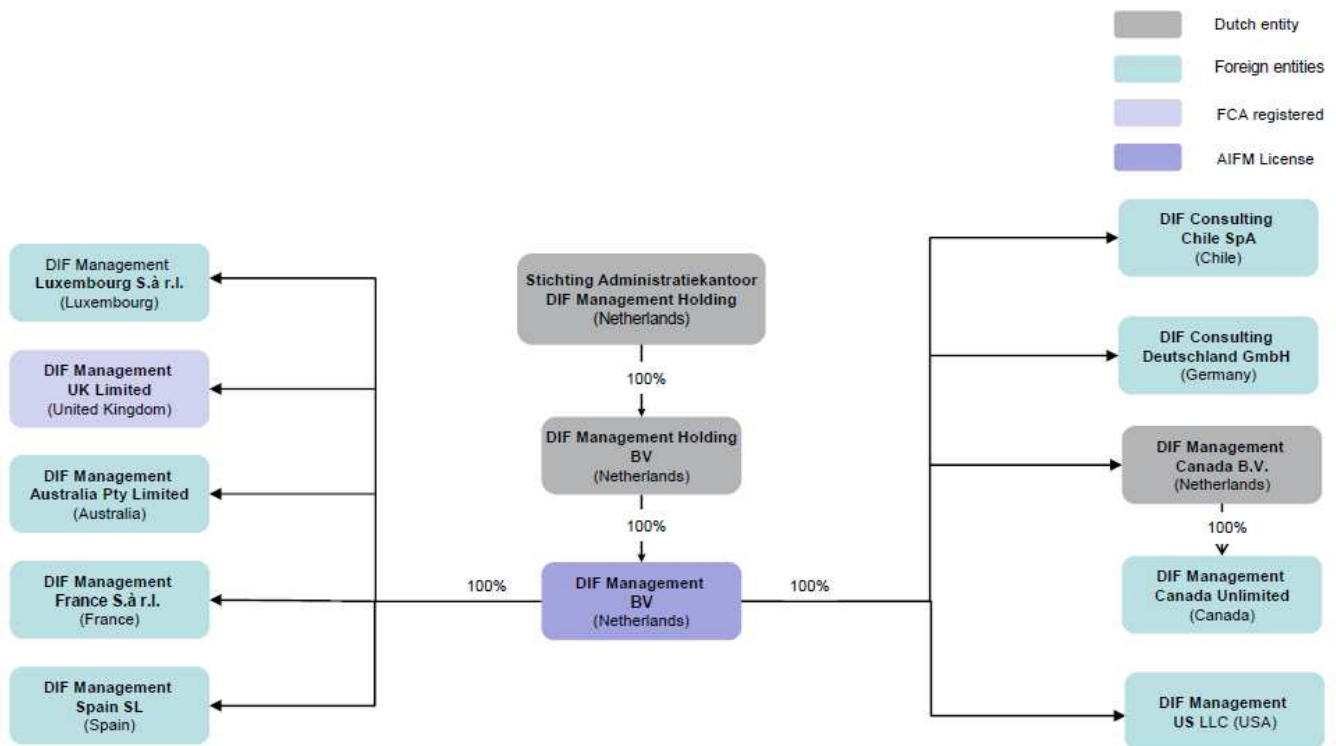 Dutch entity
Foreign entities
FCA registered
AIFM License
DIF Management
Luxembourg S.à r.l.
(Luxembourg)
DIF Management
UK Limited
(United Kingdom)
DIF Management
Australia Pty Limited
(Australia)
DIF Management
France S.à r.l.
(France)
DIF Management
Spain SL
(Spain)
100%
Stichting Administratiekantoor
DIF Management Holding
(Netherlands)
100%
DIF Management Holding
BV
(Netherlands)
100%
DIF Management
BV
(Netherlands)
100%
DIF Consulting
Chile SpA
(Chile)
DIF Consulting
Deutschland GmbH
(Germany)
DIF Management
Canada B.V.
(Netherlands)
100%
DIF Management
Canada Unlimited
(Canada)
DIF Management
US LLC (USA)